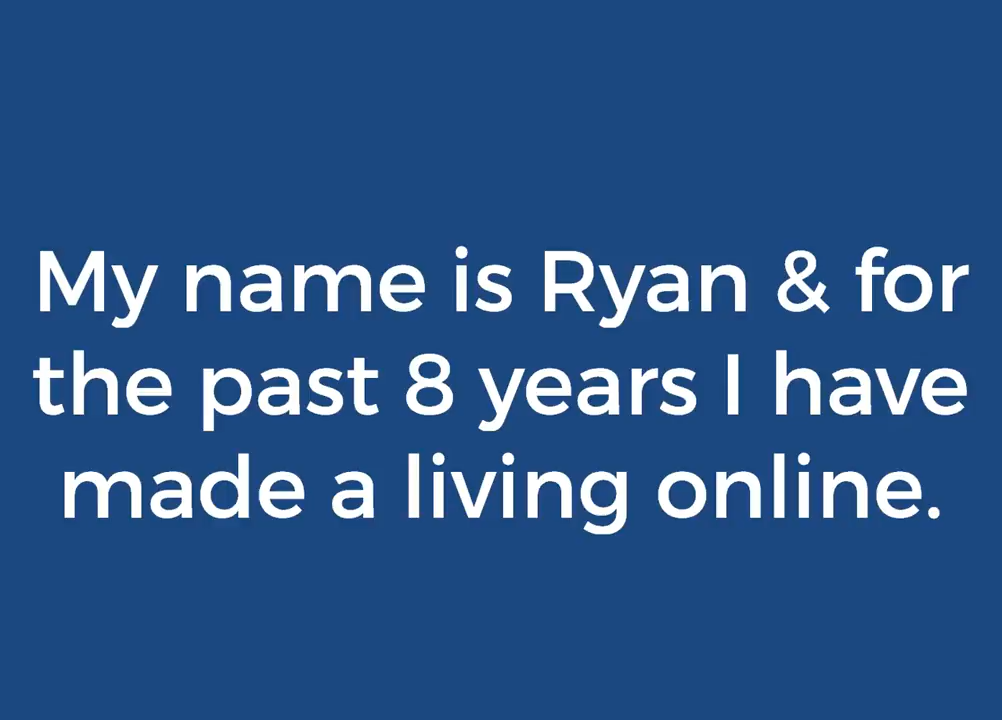 My name is Ryan & for
the past 8 years I have
made a living online.